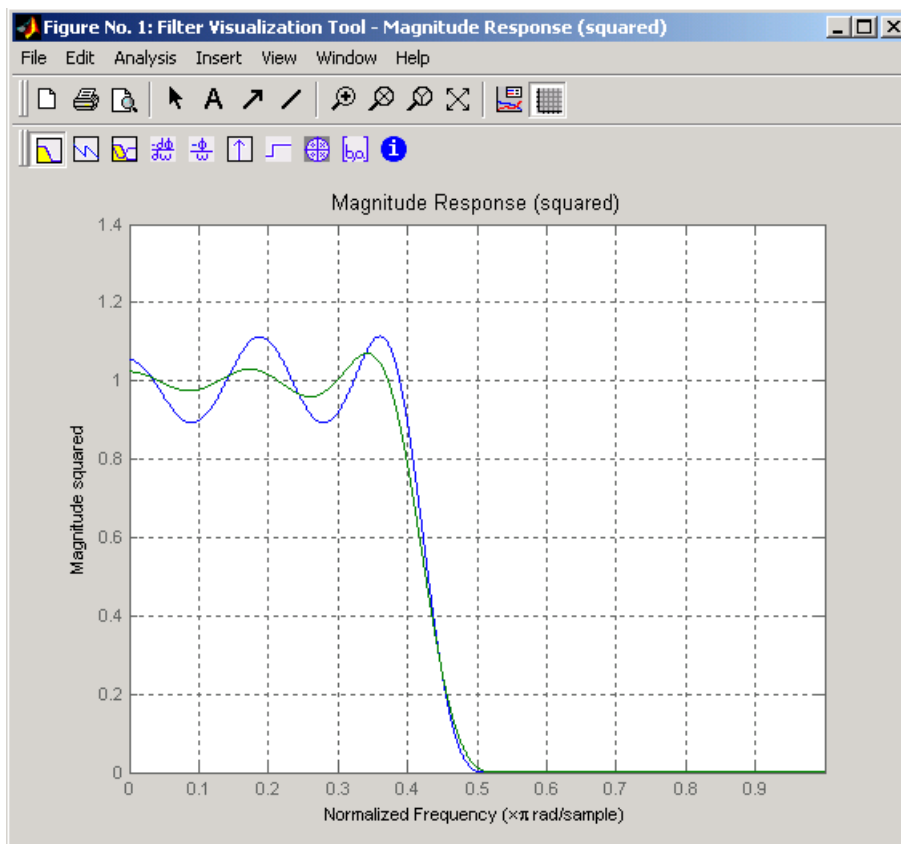 Figure No. 1: Filter Visualization Tool - Magnitude Response (squared)
File Edit Analysis Insert View Window Help
A
[b,a] i
Magnitude Response (squared)
1.4
1.2
1
0.8
0.6
0.4
0.2
0
Magnitude squared
0 0.1 0.2 0.3 0.4 0.5 0.6 0.7 0.8 0.9
Normalized Frequency (×π rad/sample)